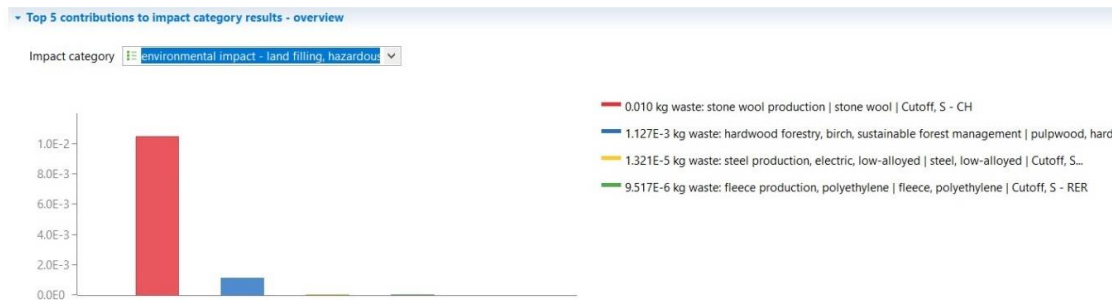 Top 5 contributions to impact category results - overview
Impact category environmental impact - land filling, hazardous
0.010 kg waste: stone wool production | stone wool | Cutoff, S - CH
1.127E-3 kg waste: hardwood forestry, birch, sustainable forest management | pulpwood, hard
1.321E-5 kg waste: steel production, electric, low-alloyed | steel, low-alloyed | Cutoff, S...
9.517E-6 kg waste: fleece production, polyethylene | fleece, polyethylene | Cutoff, S - RER
1.0E-2
8.0E-3
6.0E-3
4.0E-3
2.0E-3
0.0E0